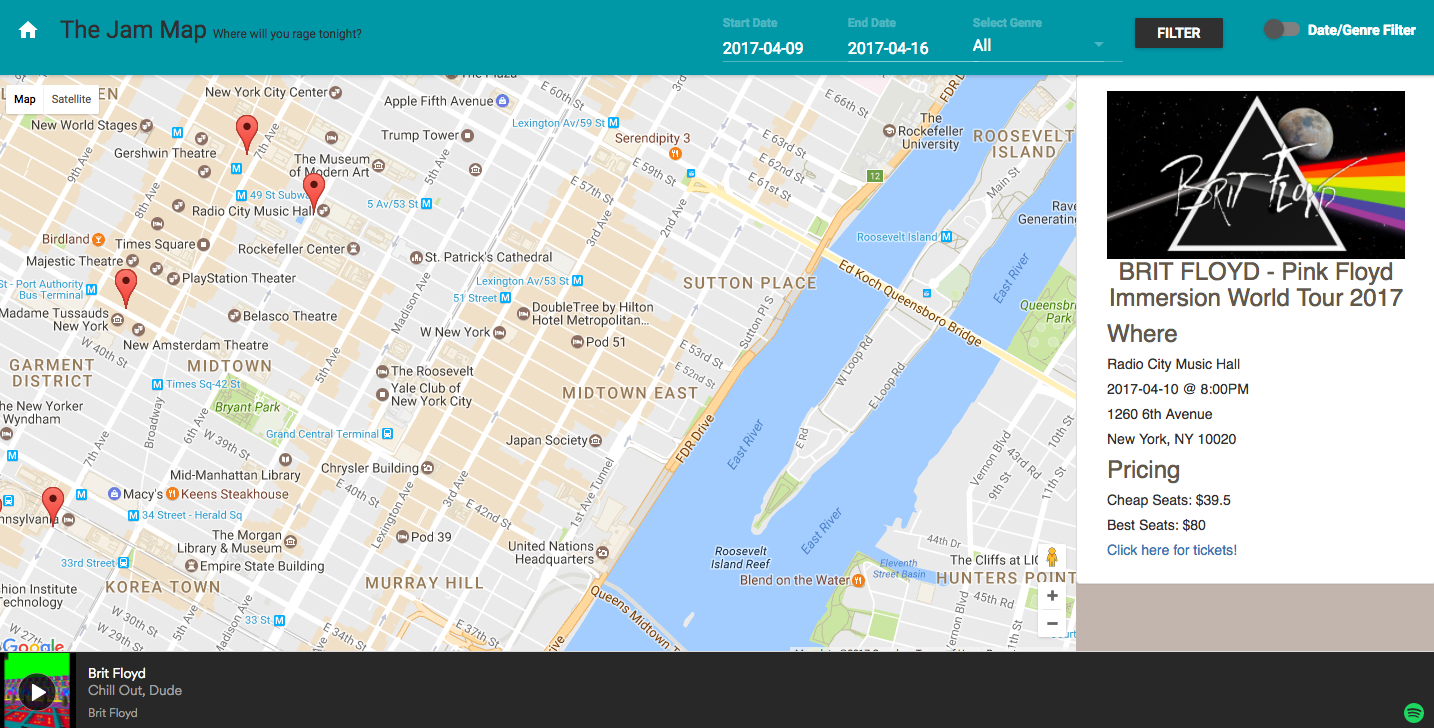 The Jam Map Where will you rage tonight?
Start Date
2017-04-09
End Date
2017-04-16
Select Genre
All
FILTER
Date/Genre Filter
Map
Satellite
New York City Center
Apple Fifth Avenue
E 60th St
FDR D
E 66th St
New World Stages
Lexington Av/59 St
7th Ave
Trump Tower
Serendipity 3
E 63rd St
The
Rockefeller
University
ROOSEVELT
ISLAND
Gershwin Theatre
The Museum
of Modern Art
5th Ave
E 62nd St
E 59th St
E 61st St
12
Main St
9th Ave
49 St Subw
E 57th St
5 Av/53 St
Radio City Music Hall
2nd Ave
3rd Ave
Rav
Generating
8th Ave
Birdland
Times Square
Rockefeller Center
Roosevelt Island
Majestic Theatre
St. Patrick's Cathedral
East River
Ed Koch Queensboro Bridge
PlayStation Theater
Lexington Av/53 St
SUTTON PLACE
St - Port Authority
Bus Terminal
51 Street
Madison Ave
Sutton Pl S
Queensbr
Park
Madame Tussauds
New York
Belasco Theatre
DoubleTree by Hilton
Hotel Metropolitan...
W New York
New Amsterdam Theatre
Pod 51
E 53rd St
W 40th St
E 52nd St
W Loop Rd
E Loop Rd
GARMENT
DISTRICT
MIDTOWN
5th Ave
The Roosevelt
Times Sq-42 St
Yale Club of
New York City
MIDTOWN EAST
Bryant Park
he New Yorker
Wyndham
Broadway
6th Ave
W 39th St
Grand Central Terminal
Japan Society
FDR Drive
East River
E Rd
Vernon Blvd
10th St
9th St
11th St
7th Ave
Mid-Manhattan Library
Chrysler Building
3rd Ave
1st Ave Tunnel
Macy's
Keens Steakhouse
E 40th St
Lexington Ave
E 42nd St
nnsylvania
34 Street - Herald Sq
The Morgan
Library & Museum
Pod 39
United Nations
Headquarters
East River
Roosevelt
Island Reef
44th Dr
33rd Street
Empire State Building
Eleventh
Street Basin
The Cliffs at LIC
KOREA TOWN
MURRAY HILL
Blend on the Water
HUNTERS POINT
hion Institute
Technology
Queens Midtown
45th Rd
33 St
Vernon Blvd
W 30th St
W 29th St
Madison Ave
E 37th St
E 34th St
Google
BRIT FLOYD
BRIT FLOYD - Pink Floyd
Immersion World Tour 2017
Where
Radio City Music Hall
2017-04-10 @ 8:00PM
1260 6th Avenue
New York, NY 10020
Pricing
Cheap Seats: $39.5
Best Seats: $80
Click here for tickets!
Brit Floyd
Chill Out, Dude
Brit Floyd